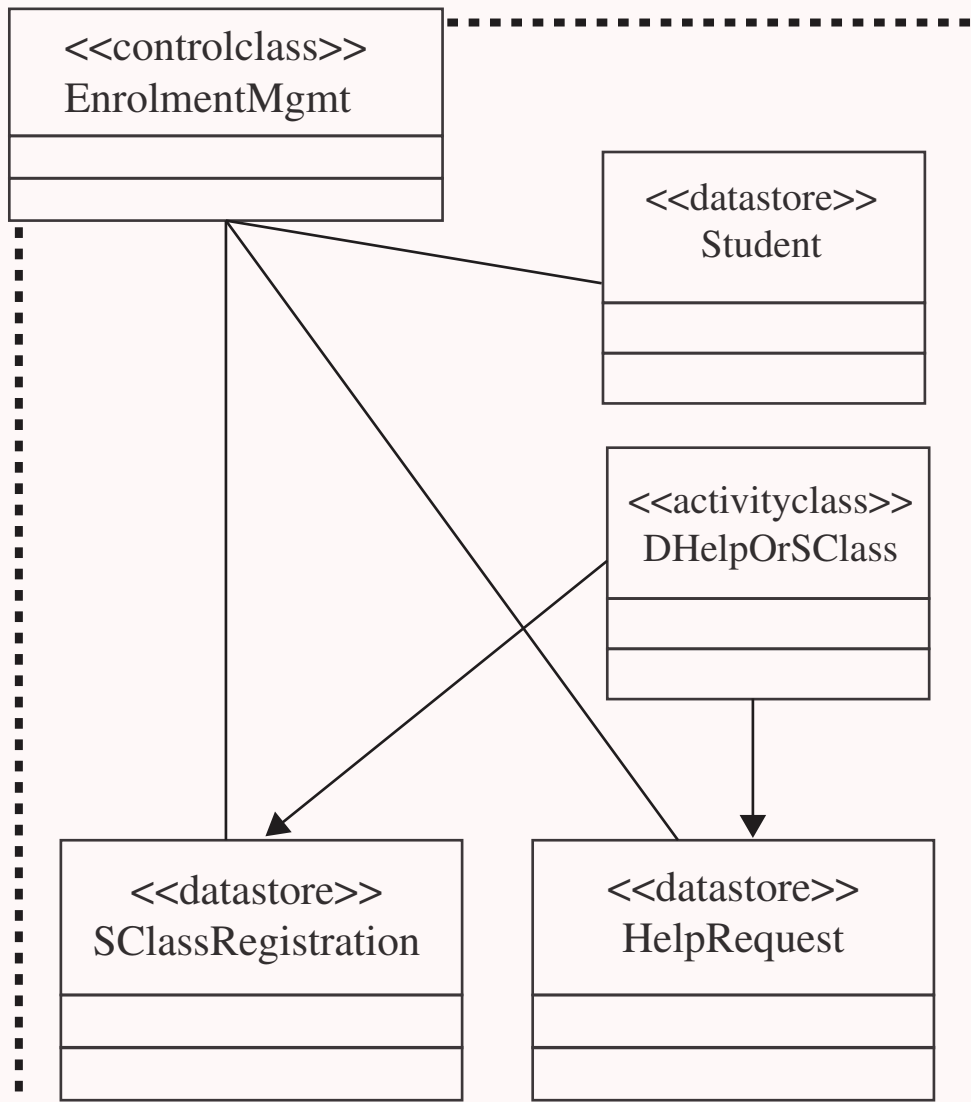 <<controlclass>>
EnrolmentMgmt
<<datastore>>
Student
<<activityclass>>
DHelpOrSClass
<<datastore>>
SClassRegistration
<<datastore>>
HelpRequest